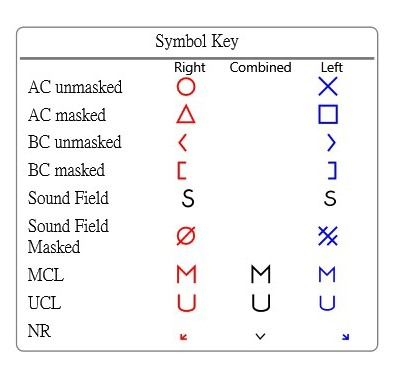 Symbol Key
Right Combined Left
AC unmasked
AC masked
BC unmasked
BC masked
Sound Field S S
Sound Field
Masked
MCL M M M
UCL U U U
NR